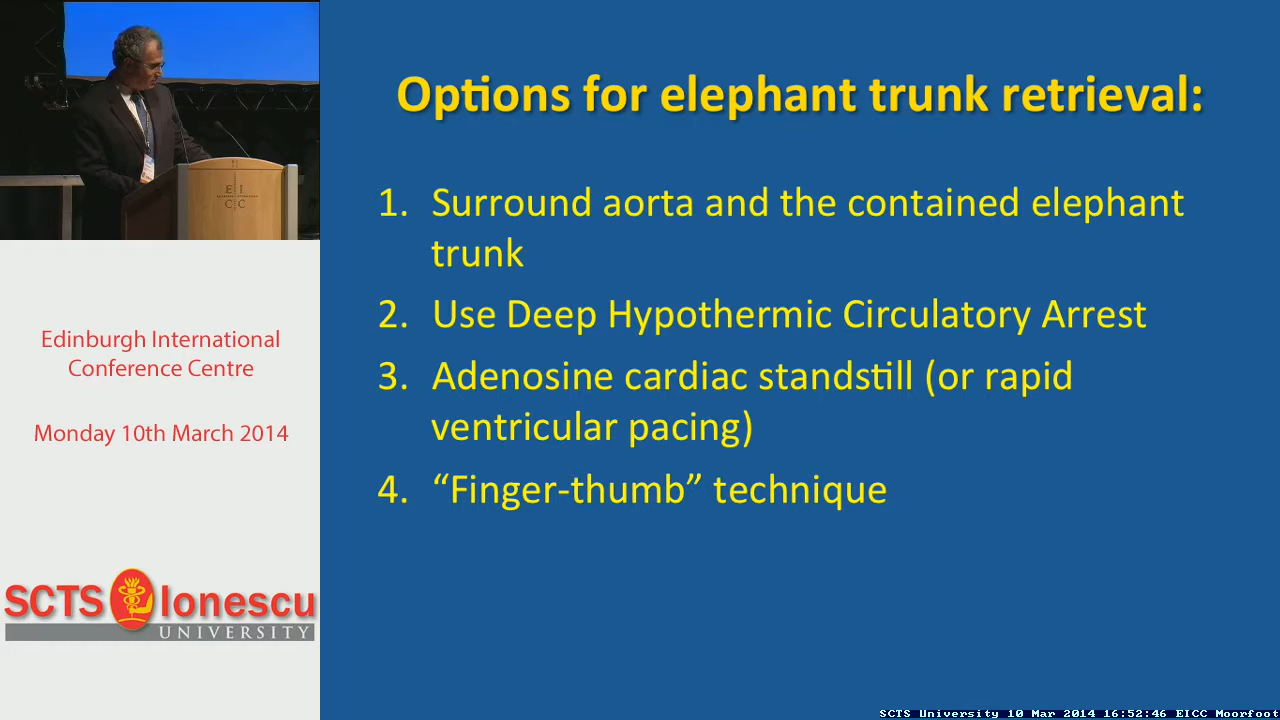 Options for elephant trunk retrieval:
1. Surround aorta and the contained elephant
trunk
2. Use Deep Hypothermic Circulatory Arrest
3. Adenosine cardiac standstill (or rapid
ventricular pacing)
4. “Finger-thumb” technique
E I
C C
Edinburgh International
Conference Centre
Monday 10th March 2014
SCTS Ionescu
UNIVERSITY
SCTS University 10 Mar 2014 16:52:46 EICC Moorfoot